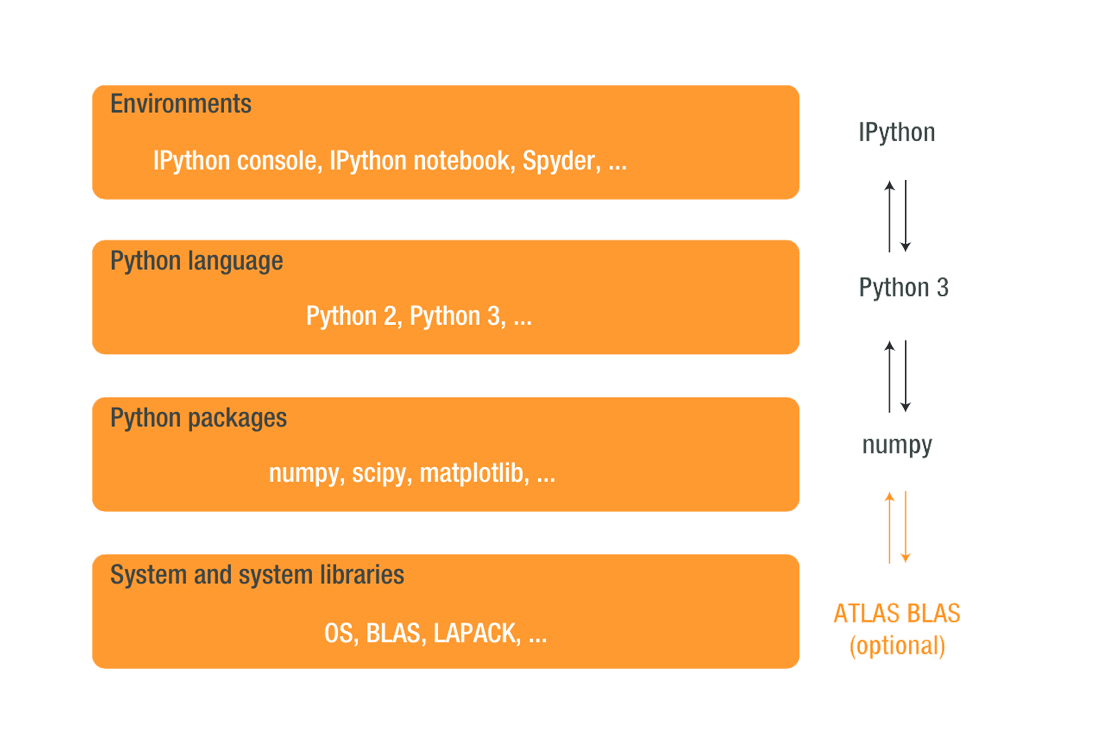 Environments
IPython console, IPython notebook, Spyder, ...
IPython
Python language
Python 2, Python 3, ...
Python 3
Python packages
numpy, scipy, matplotlib, ...
numpy
System and system libraries
OS, BLAS, LAPACK, ...
ATLAS BLAS
(optional)